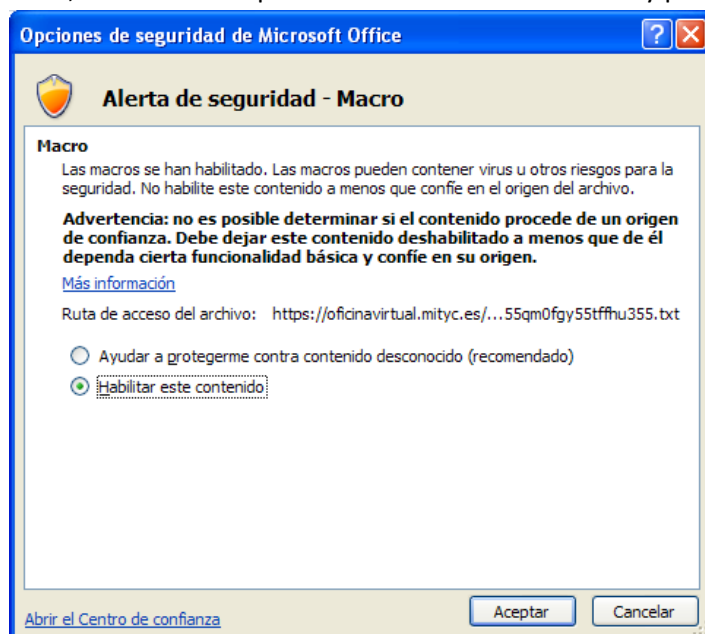 Opciones de seguridad de Microsoft Office
Alerta de seguridad - Macro
Macro
Las macros se han habilitado. Las macros pueden contener virus u otros riesgos para la
seguridad. No habilite este contenido a menos que confíe en el origen del archivo.
Advertencia: no es posible determinar si el contenido procede de un origen
de confianza. Debe dejar este contenido deshabilitado a menos que de él
dependa cierta funcionalidad básica y confíe en su origen.
Más información
Ruta de acceso del archivo: https://oficinavirtual.mityc.es/...55qm0fgy55tffhu355.txt
Ayudar a protegerme contra contenido desconocido (recomendado)
Habilitar este contenido
Abrir el Centro de confianza
Aceptar
Cancelar